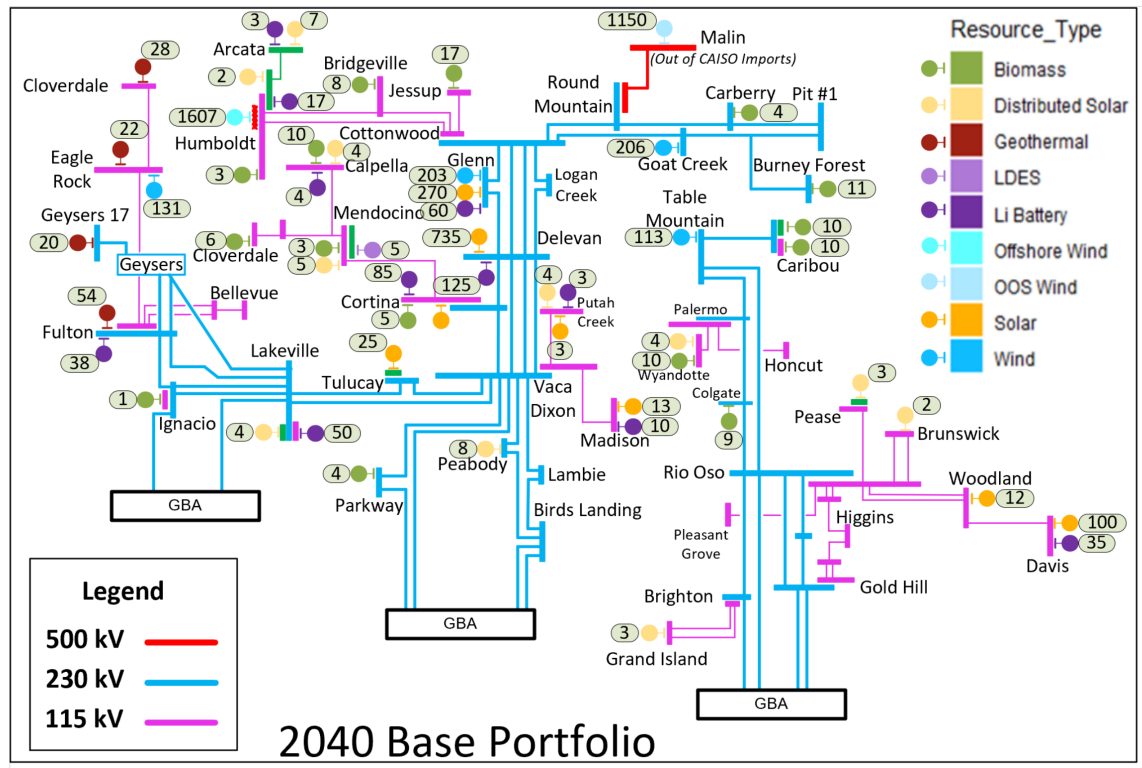 3
7
1150
Arcata
Malin
(Out of CAISO Imports)
28
17
Cloverdale
2
Bridgeville
8
Jessup
Round
Mountain
Carberry
Pit #1
17
4
1607
22
Humboldt
Cottonwood
10
4
Eagle
Rock
Calpella
Glenn
206
Goat Creek
Burney Forest
3
203
270
60
Logan
Creek
11
131
4
Table
Mountain
Geysers 17
Mendocino
20
6
Cloverdale
3
5
5
735
Delevan
113
10
10
Caribou
Geysers
85
125
4
3
54
Bellevue
Cortina
Putah
Creek
Palermo
Fulton
5
3
38
Lakeville
25
4
10
Wyandotte
Honcut
Tulucay
Vaca
Dixon
Colgate
3
1
Ignacio
13
10
Madison
Pease
2
9
Brunswick
4
50
8
Peabody
Rio Oso
Woodland
4
Parkway
Lambie
12
GBA
Birds Landing
Higgins
100
35
Pleasant
Grove
Davis
Gold Hill
Brighton
GBA
3
Grand Island
GBA
Resource_Type
Biomass
Distributed Solar
Geothermal
LDES
Li Battery
Offshore Wind
OOS Wind
Solar
Wind
Legend
500 kV
230 kV
115 kV
2040 Base Portfolio